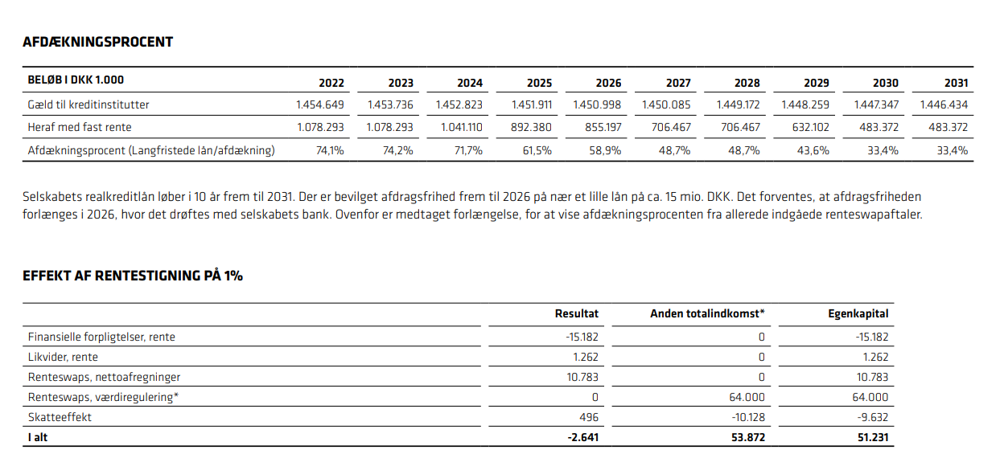 AFDÆKNINGSPROCENT
BELØB I DKK 1.000 2022 2023 2024 2025 2026 2027 2028 2029 2030 2031
Gæld til kreditinstitutter 1.454.649 1.453.736 1.452.823 1.451.911 1.450.998 1.450.085 1.449.172 1.448.259 1.447.347 1.446.434
Heraf med fast rente 1.078.293 1.078.293 1.041.110 892.380 855.197 706.467 706.467 632.102 483.372 483.372
Afdækningsprocent (Langfristede lån/afdækning) 74,1% 74,2% 71,7% 61,5% 58,9% 48,7% 48,7% 43,6% 33,4% 33,4%
Selskabets realkreditlån løber i 10 år frem til 2031. Der er bevilget afdragsfrihed frem til 2026 på nær et lille lån på ca. 15 mio. DKK. Det forventes, at afdragsfriheden
forlænges i 2026, hvor det drøftes med selskabets bank. Ovenfor er medtaget forlængelse, for at vise afdækningsprocenten fra allerede indgåede renteswapaftaler.
EFFEKT AF RENTESTIGNING PÅ 1%
Resultat Anden totalindkomst* Egenkapital
Finansielle forpligtelser, rente -15.182 0 -15.182
Likvider, rente 1.262 0 1.262
Renteswaps, nettoafregninger 10.783 0 10.783
Renteswaps, værdiregulering* 0 64.000 64.000
Skatteeffekt 496 -10.128 -9.632
I alt -2.641 53.872 51.231